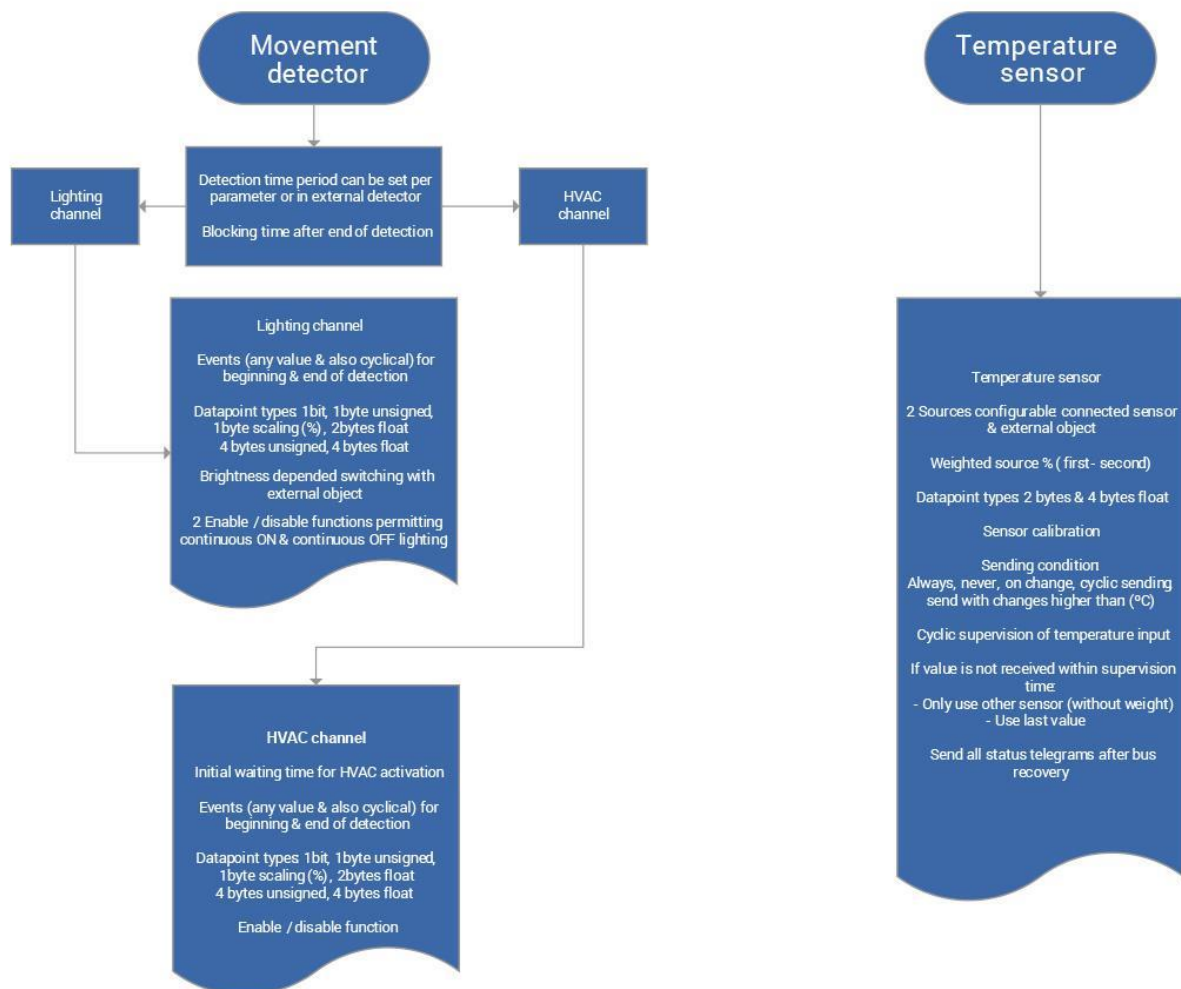 Movement
detector
Detection time period can be set per
parameter or in external detector
Blocking time after end of detection
Lighting
channel
HVAC
channel
Lighting channel
Events (any value & also cyclical) for
beginning & end of detection
Datapoint types: 1bit, 1byte unsigned,
1byte scaling (%), 2bytes float
4 bytes unsigned, 4 bytes float
Brightness depended switching with
external object
2 Enable / disable functions permitting
continuous ON & continuous OFF lighting
HVAC channel
Initial waiting time for HVAC activation
Events (any value & also cyclical) for
beginning & end of detection
Datapoint types: 1bit, 1byte unsigned,
1byte scaling (%), 2bytes float
4 bytes unsigned, 4 bytes float
Enable / disable function
Temperature
sensor
Temperature sensor
2 Sources configurable: connected sensor
& external object
Weighted source % ( first- second)
Datapoint types: 2 bytes & 4 bytes float
Sensor calibration
Sending condition:
Always, never, on change, cyclic sending
send with changes higher than (ºC)
Cyclic supervision of temperature input
If value is not received within supervision
time:
- Only use other sensor (without weight)
- Use last value
Send all status telegrams after bus
recovery